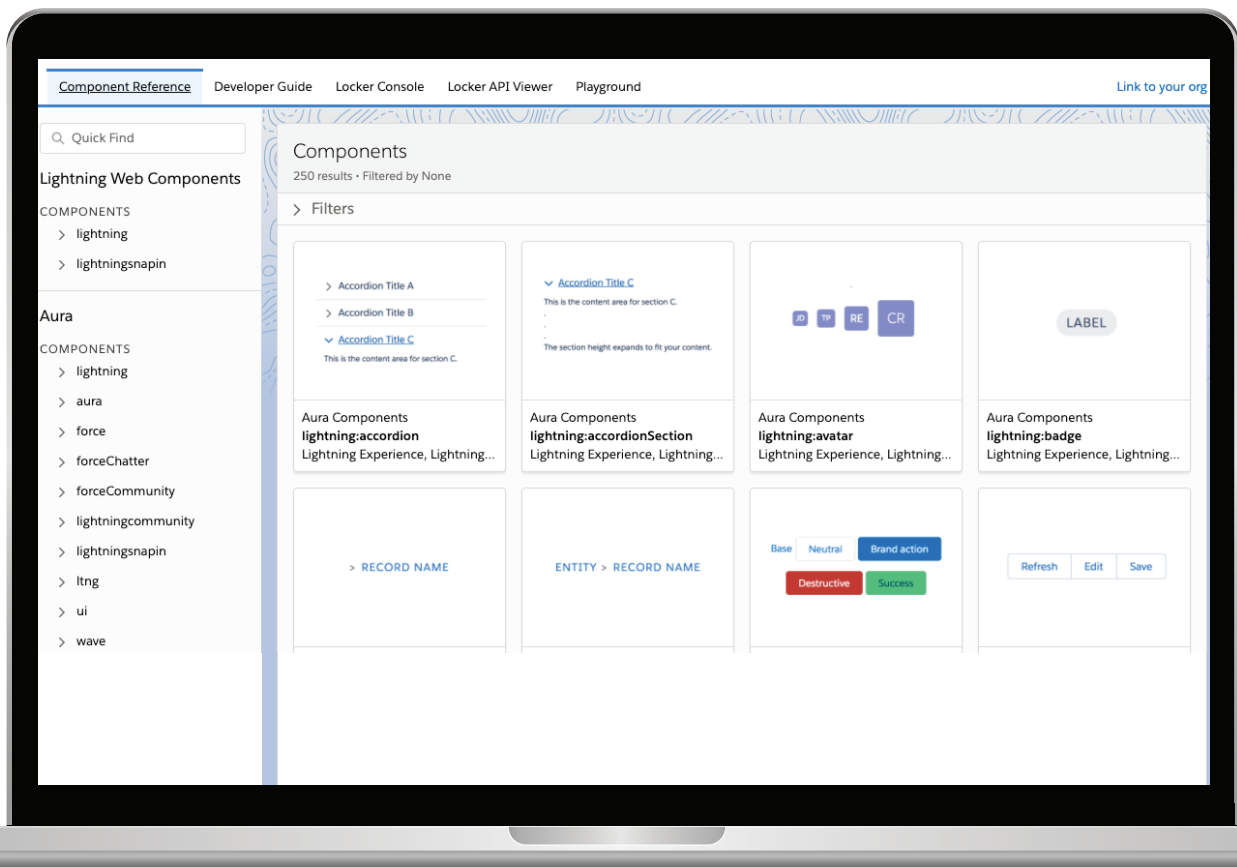 Component Reference Developer Guide Locker Console Locker API Viewer Playground Link to your org
Quick Find
Lightning Web Components
COMPONENTS
lightning
lightningsnapin
Aura
COMPONENTS
lightning
aura
force
forceChatter
forceCommunity
lightningcommunity
lightningsnapin
ltng
ui
wave
Components
250 results • Filtered by None
Filters
Accordion Title A
Accordion Title B
Accordion Title C
This is the content area for section C.
Aura Components
lightning:accordion
Lightning Experience, Lightning...
Accordion Title C
This is the content area for section C.
.
.
.
The section height expands to fit your content.
Aura Components
lightning:accordionSection
Lightning Experience, Lightning...
JD TP RE CR
Aura Components
lightning:avatar
Lightning Experience, Lightning...
LABEL
Aura Components
lightning:badge
Lightning Experience, Lightning...
> RECORD NAME
ENTITY > RECORD NAME
Base Neutral Brand action
Destructive Success
Refresh Edit Save